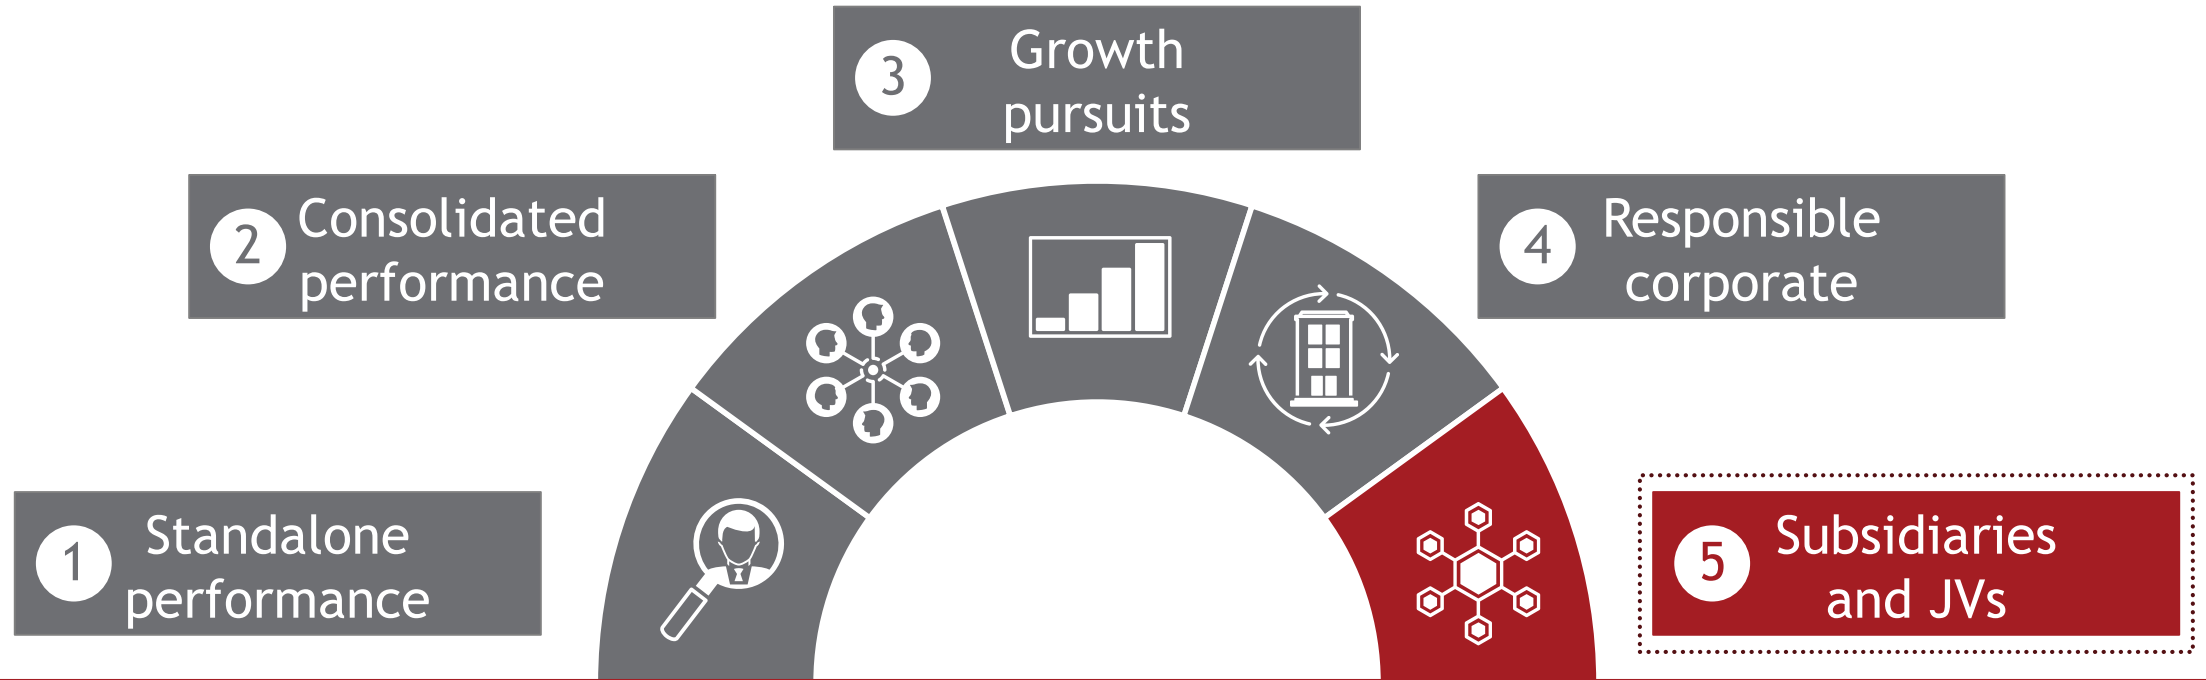 1
Standalone
performance
2
Consolidated
performance
3
Growth
pursuits
4
Responsible
corporate
5
Subsidiaries
and JVs